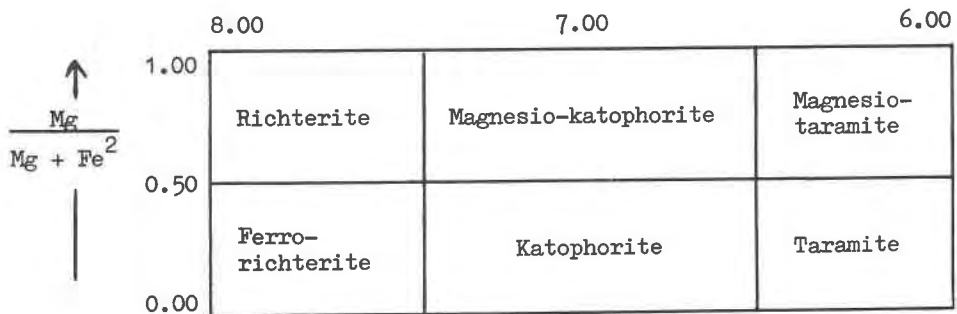 8.00 7.00 6.00
1.00
Mg
Mg + Fe2
Richterite
Magnesio-katophorite
Magnesio-
taramite
0.50
Ferro-
richterite
Katophorite
Taramite
0.00